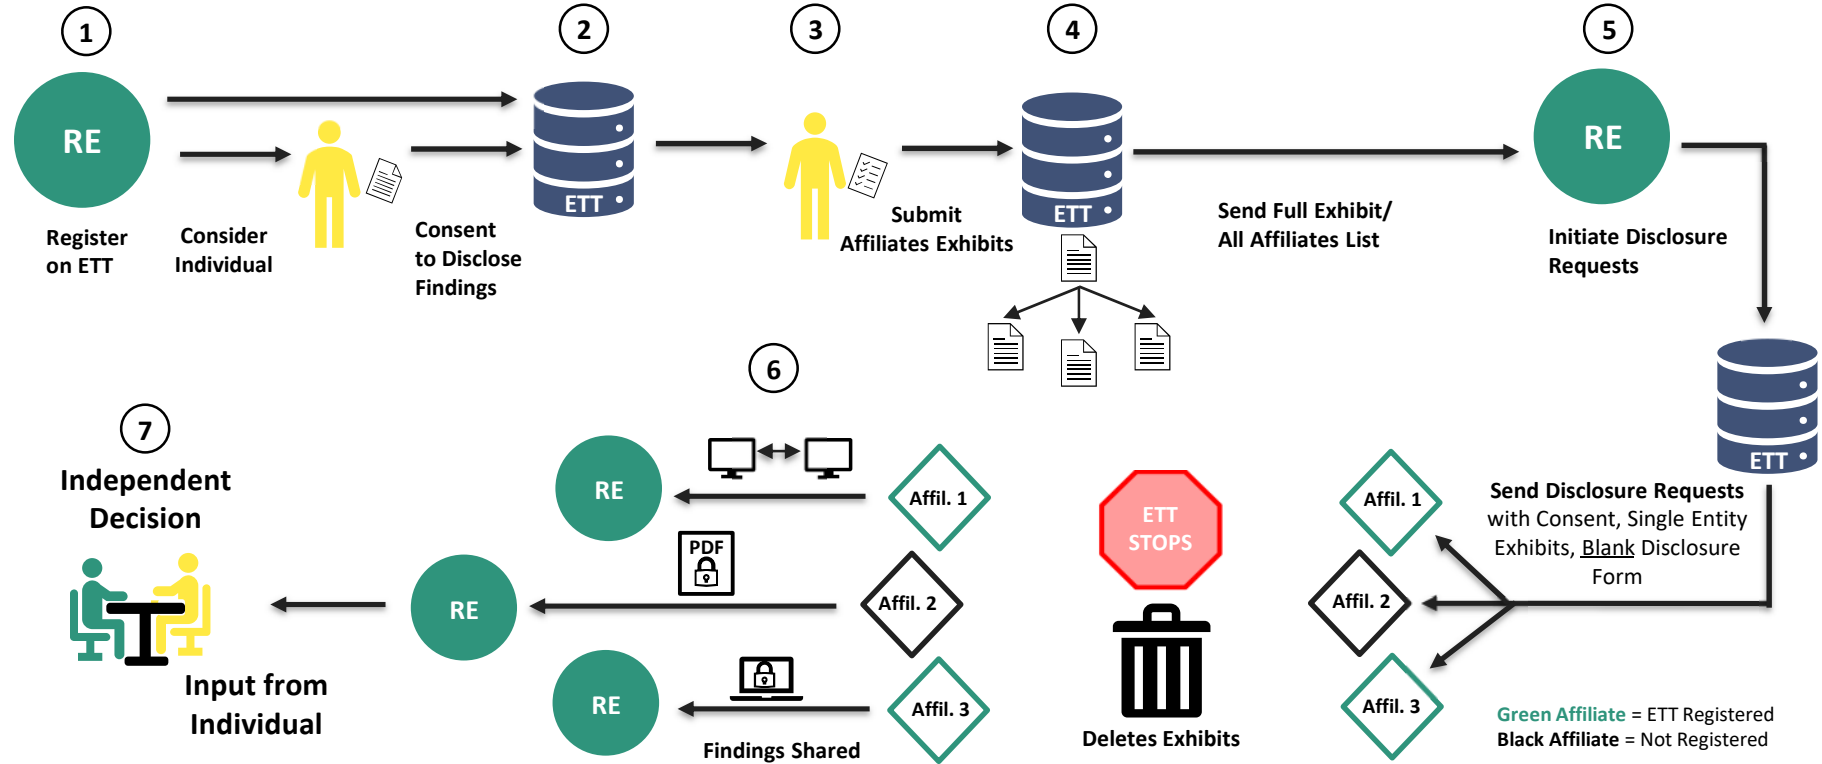 1
2
3
4
5
RE
ETT
ETT
RE
Register
on ETT
Consider
Individual
Consent
to Disclose
Findings
Submit
Affiliates Exhibits
Send Full Exhibit/
All Affiliates List
Initiate Disclosure
Requests
ETT
Send Disclosure Requests
with Consent, Single Entity
Exhibits, Blank Disclosure
Form
Affil. 1
Affil. 2
Affil. 3
Green Affiliate = ETT Registered
Black Affiliate = Not Registered
ETT
STOPS
Deletes Exhibits
6
RE
Affil. 1
PDF
RE
Affil. 2
RE
Affil. 3
Findings Shared
7
Independent
Decision
Input from
Individual